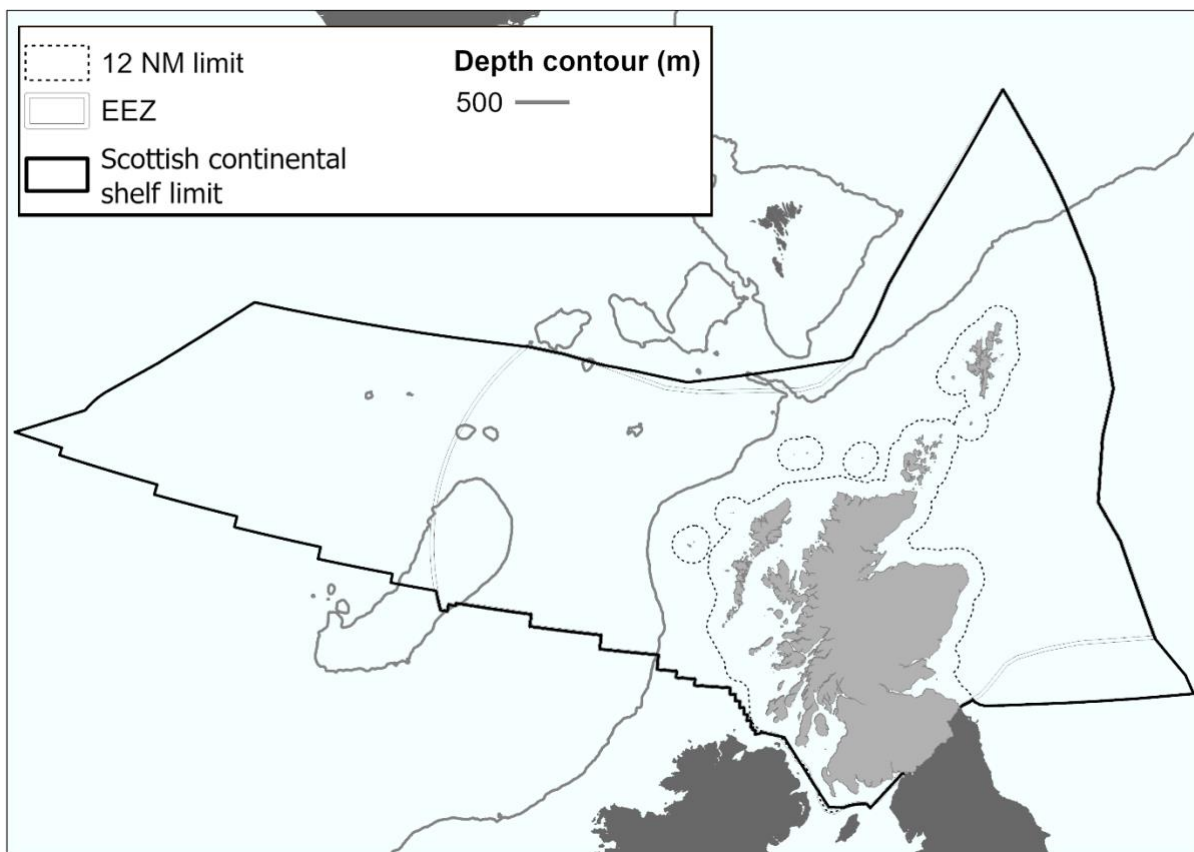 12 NM limit
EEZ
Scottish continental
shelf limit
Depth contour (m)
500